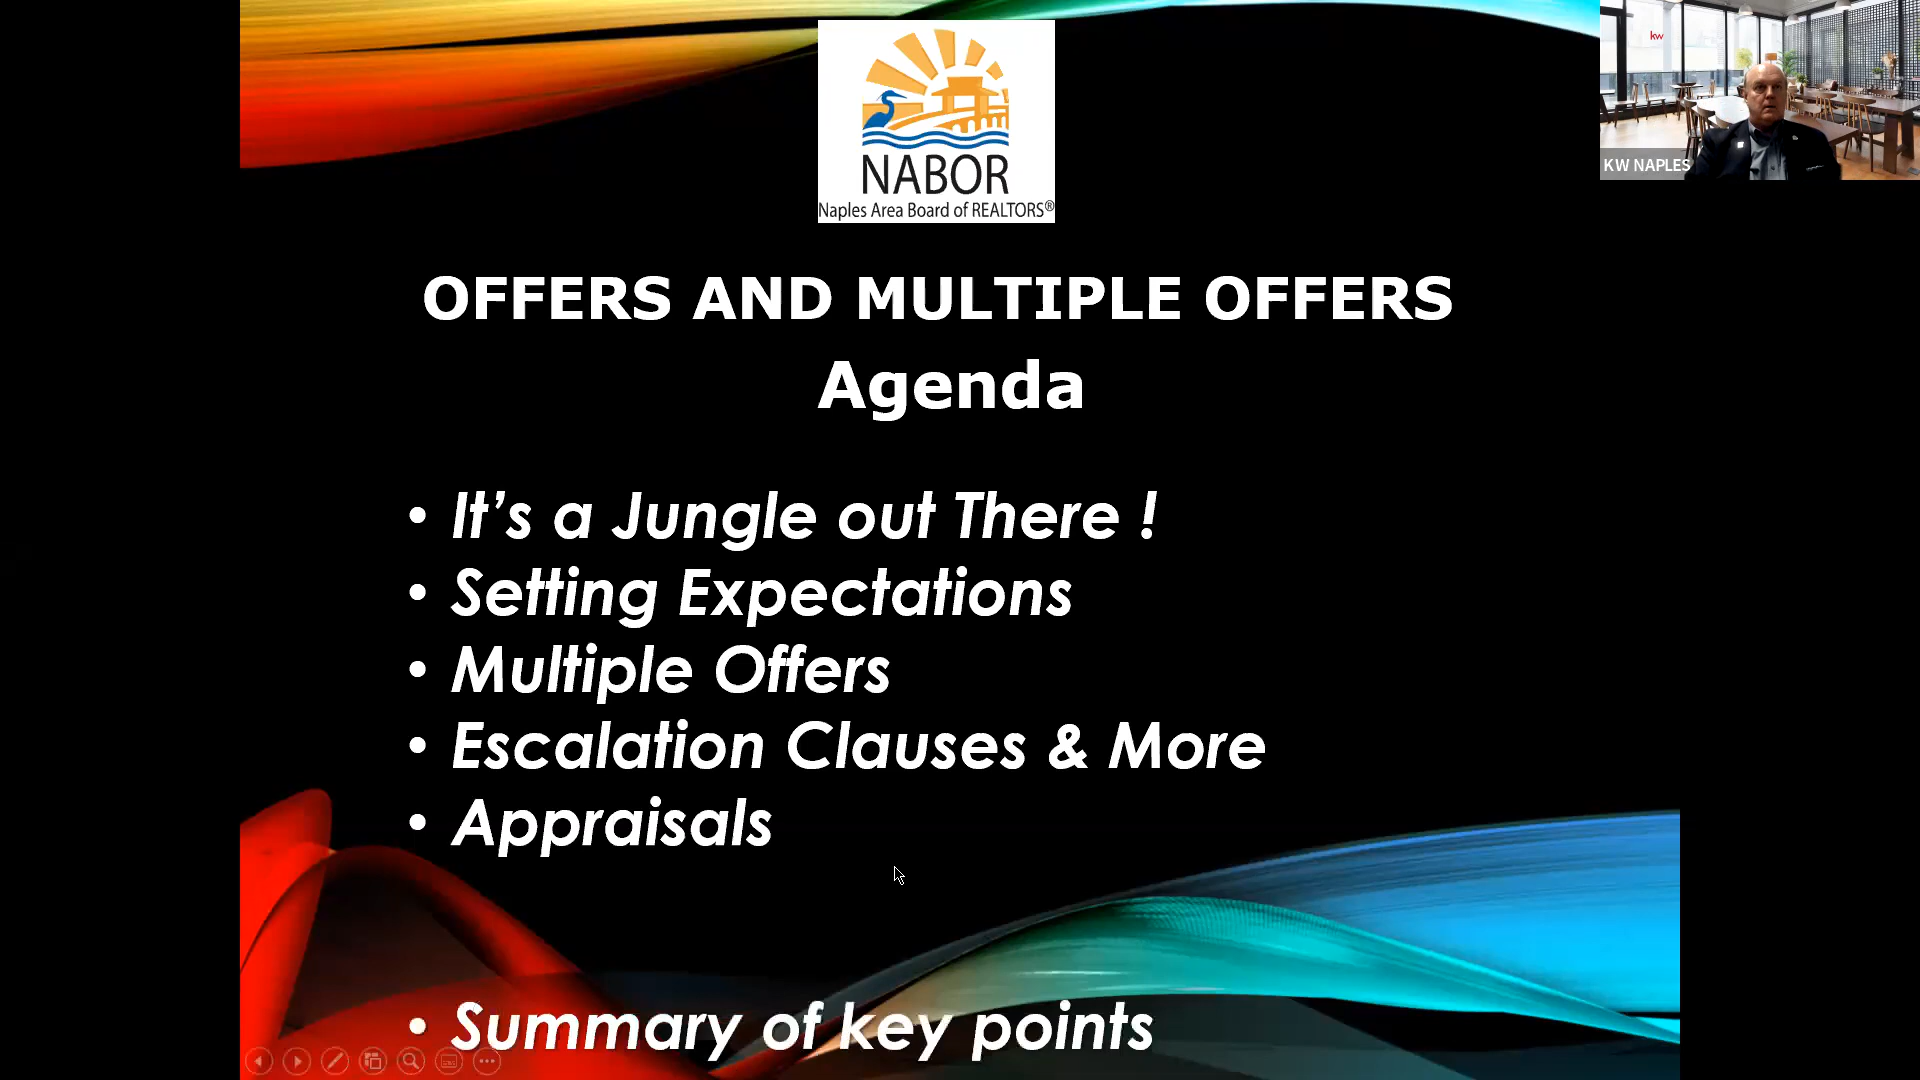 NABOR
Naples Area Board of REALTORS®
kw
KW NAPLES
OFFERS AND MULTIPLE OFFERS
Agenda
• It's a Jungle out There !
• Setting Expectations
• Multiple Offers
• Escalation Clauses & More
• Appraisals
• Summary of key points